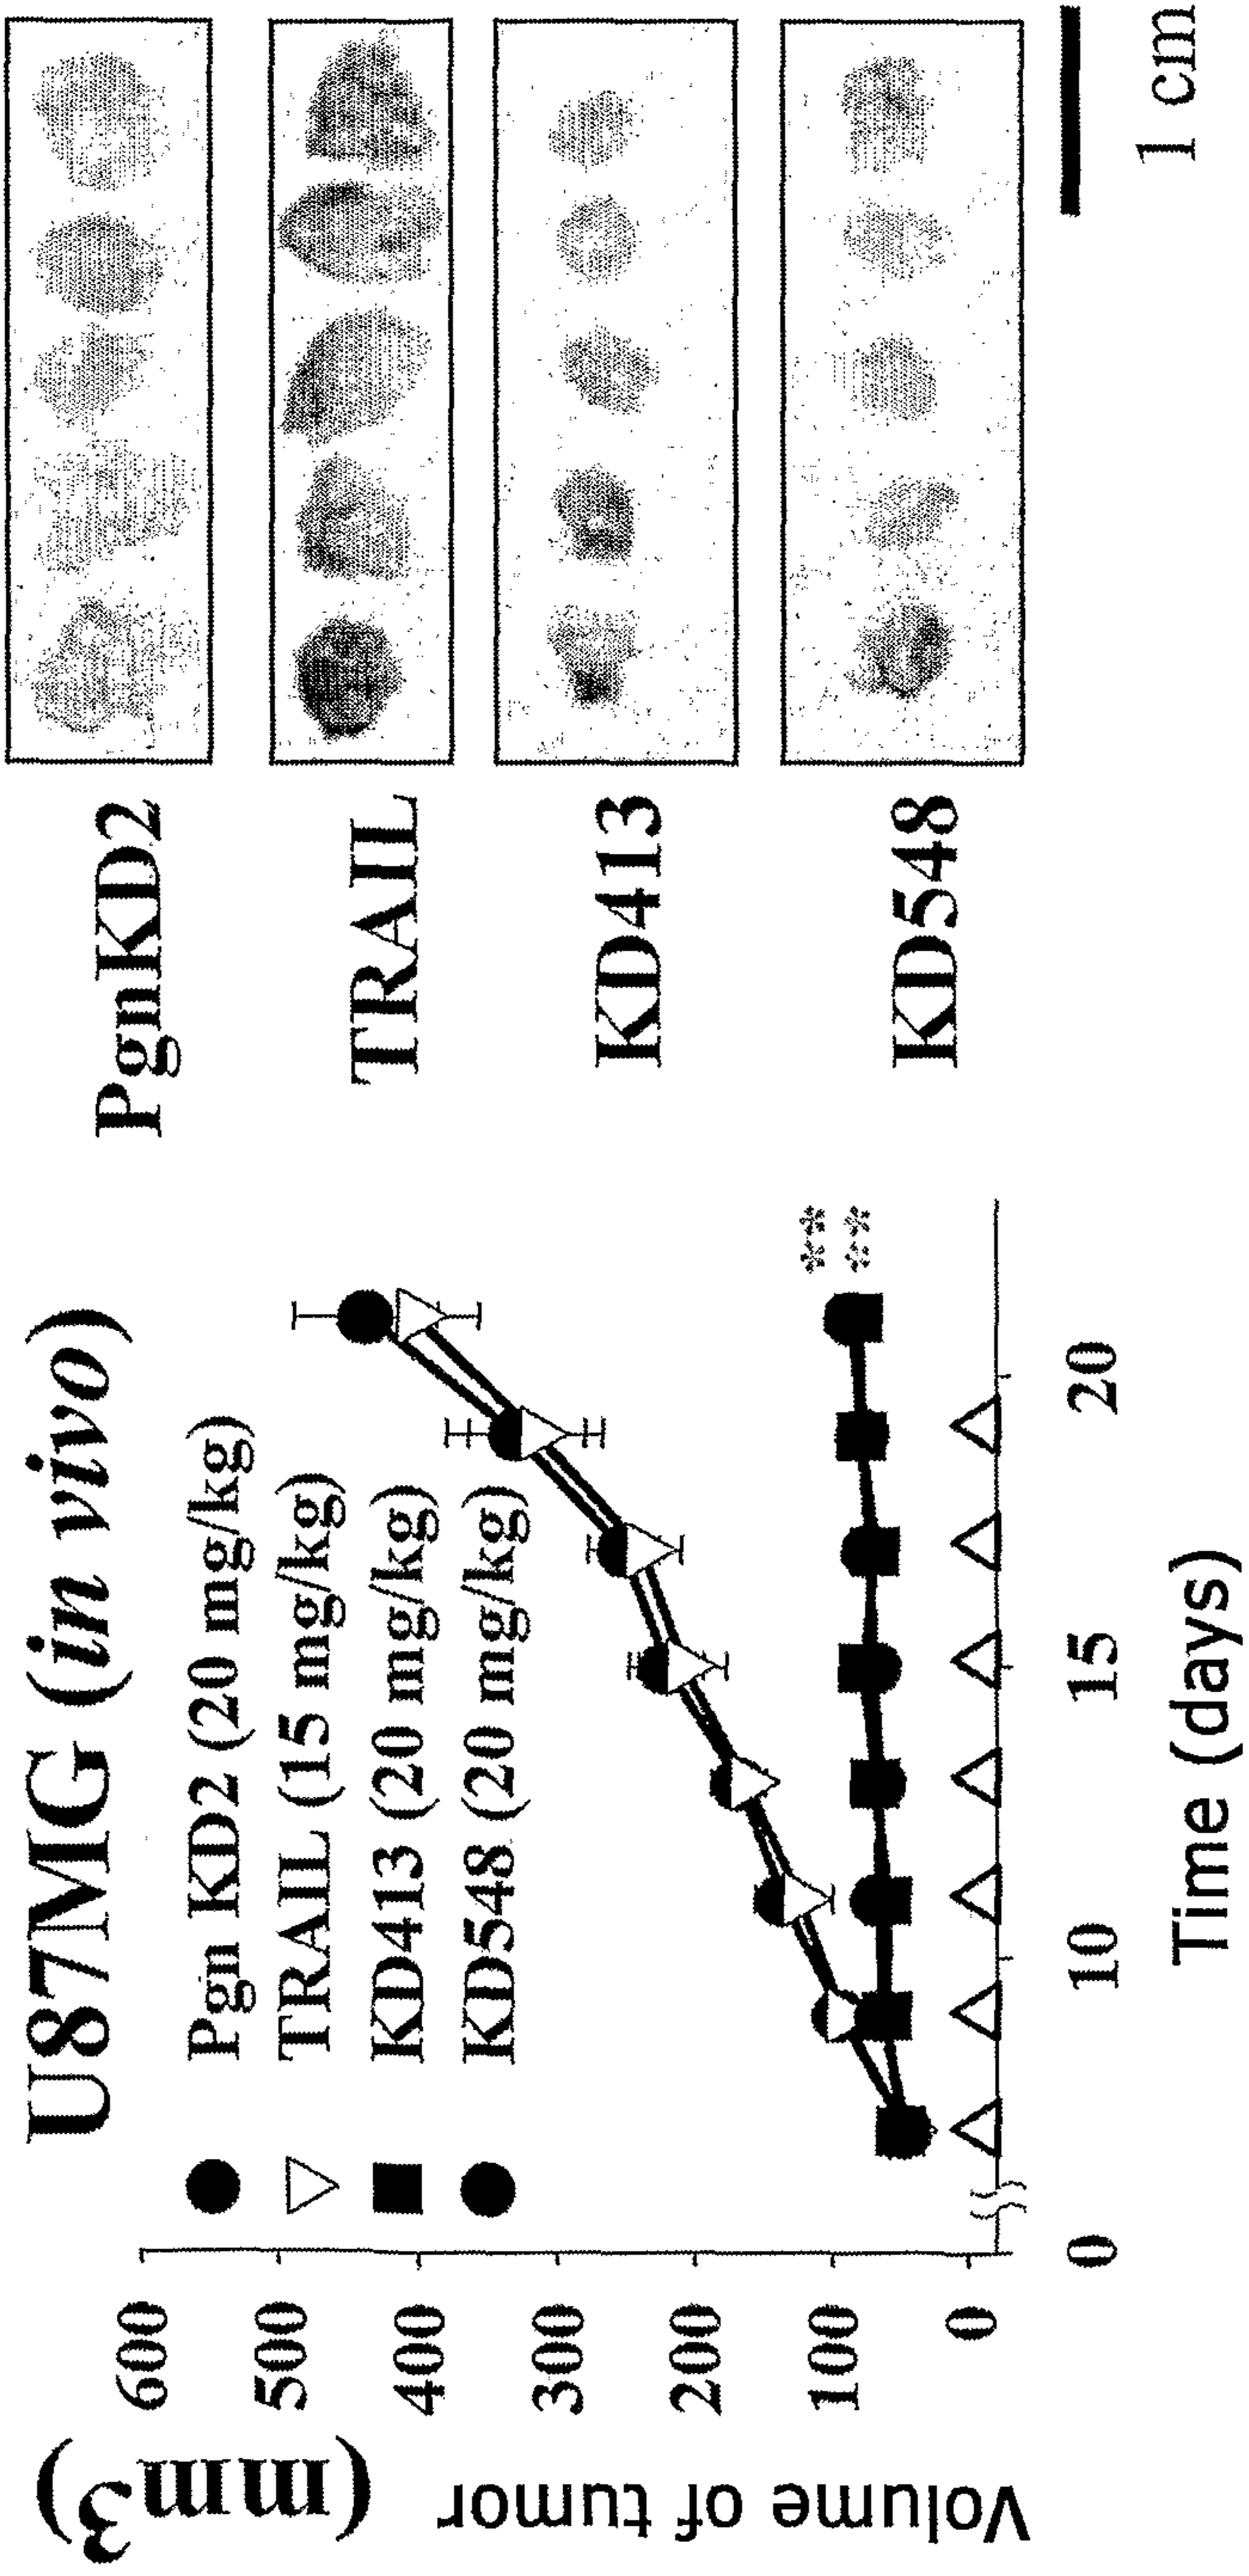 U87MG (in vivo)
Pgn KD2 (20 mg/kg)
TRAIL (15 mg/kg)
KD413 (20 mg/kg)
KD548 (20 mg/kg)
Volume of tumor
(mm3)
600
500
400
300
200
100
0
**
**
0
10
15
20
Time (days)
PgnKD2
TRAIL
KD413
KD548
1 cm